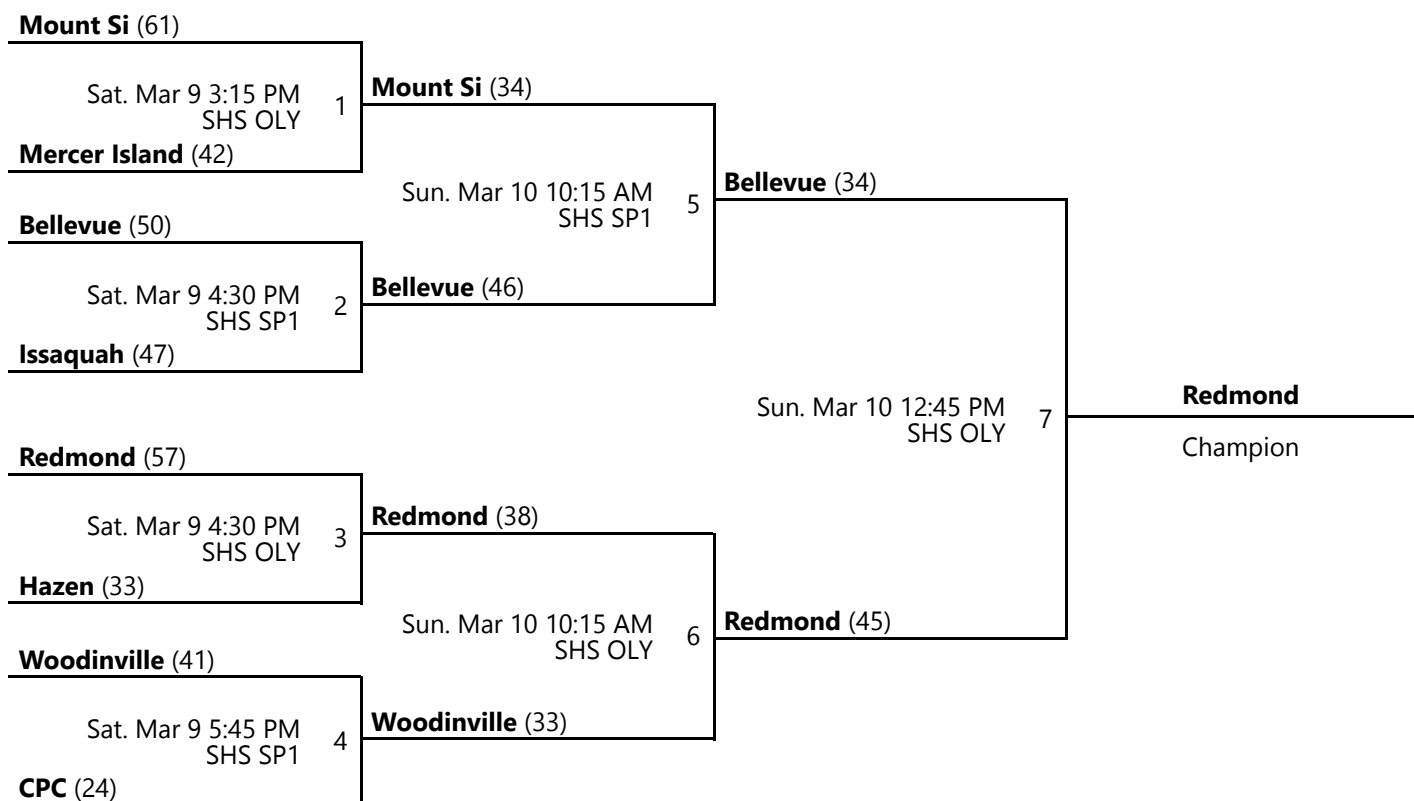 Mount Si (61)
Sat. Mar 9 3:15 PM
SHS OLY
1
Mercer Island (42)
Bellevue (50)
Sat. Mar 9 4:30 PM
SHS SP1
2
Issaquah (47)
Redmond (57)
Sat. Mar 9 4:30 PM
SHS OLY
3
Hazen (33)
Woodinville (41)
Sat. Mar 9 5:45 PM
SHS SP1
4
CPC (24)
Mount Si (34)
Sun. Mar 10 10:15 AM
SHS SP1
5
Bellevue (46)
Redmond (38)
Sun. Mar 10 10:15 AM
SHS OLY
6
Woodinville (33)
Bellevue (34)
Sun. Mar 10 12:45 PM
SHS OLY
7
Redmond (45)
Redmond
Champion